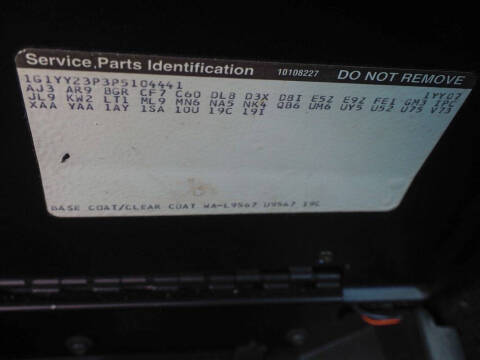 Service Parts Identification 10108227 DO NOT REMOVE
1G1YY23P3P5104441 1YY07
AJ3 AR9 BGR CF7 C60 DL8 D3X D8I E5Z E9Z FE1 GM3 IPC
JL9 KW2 LT1 ML9 MN6 NA5 NK4 QB6 UM6 UY5 U52 U75 V73
XAA YAA 1AY 1SA 10U 19C 19I
BASE COAT/CLEAR COAT WA-L9567 U9567 19C